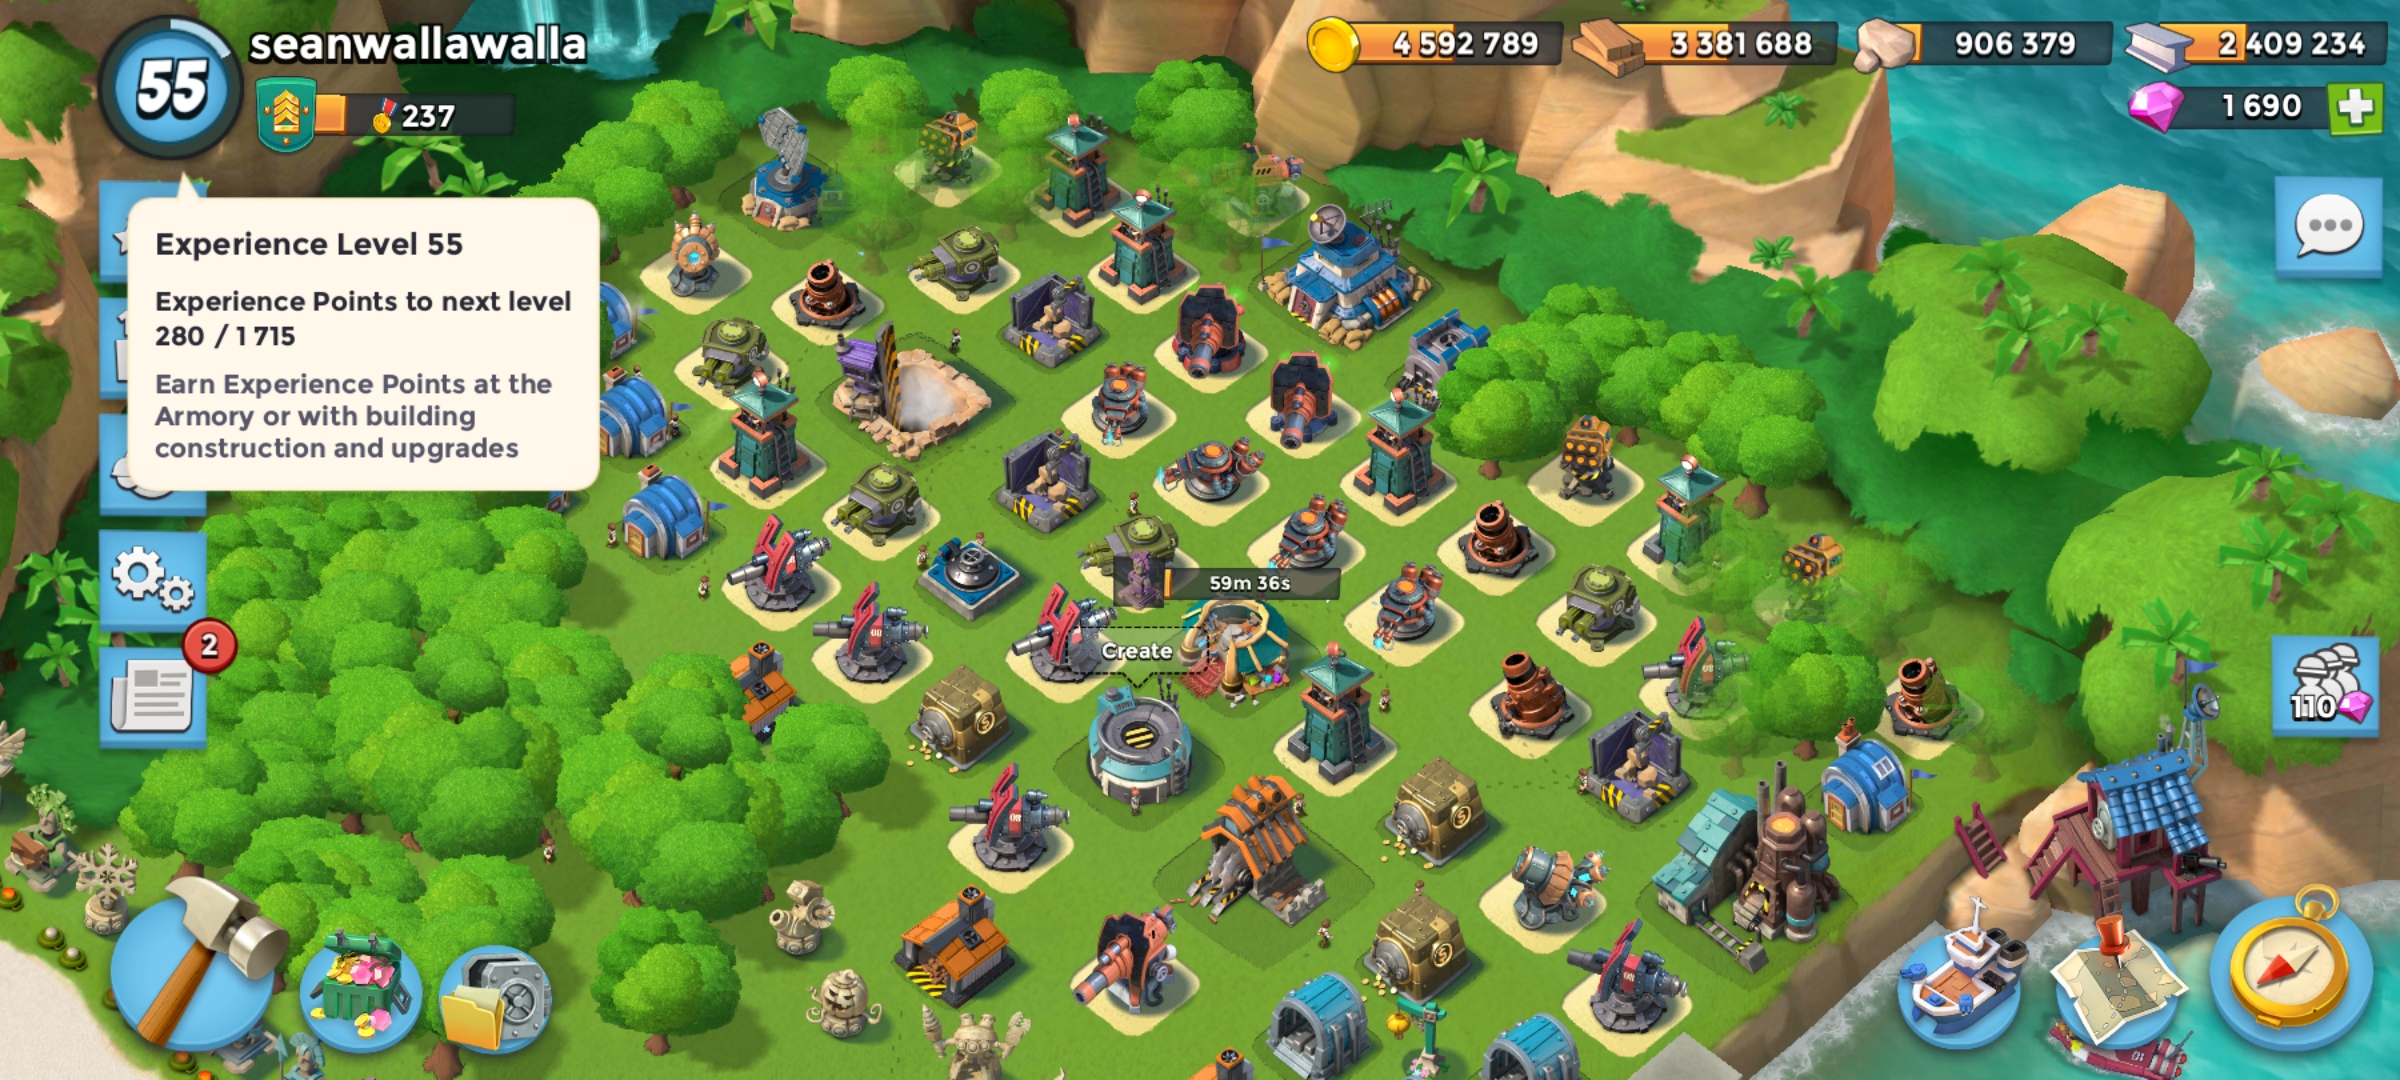 55
seanwallawalla
237
4 592 789
3 381 688
906 379
2 409 234
1 690
Experience Level 55
Experience Points to next level
280 / 1 715
Earn Experience Points at the
Armory or with building
construction and upgrades
59m 36s
2
Create
110